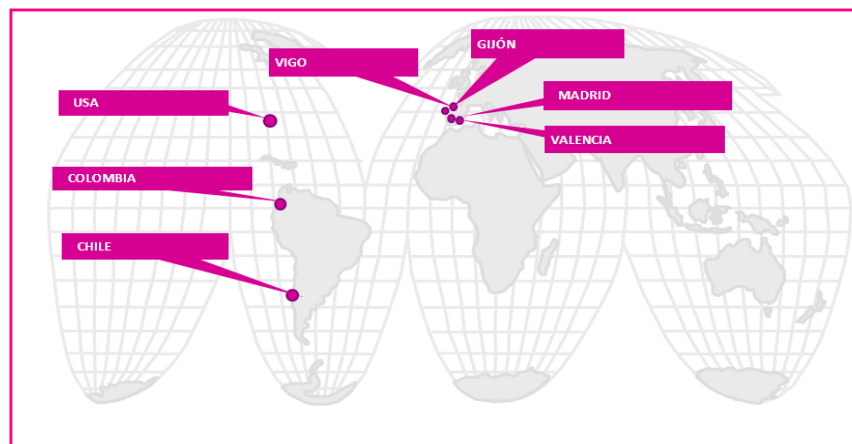 GIJÓN
VIGO
MADRID
USA
VALENCIA
COLOMBIA
CHILE